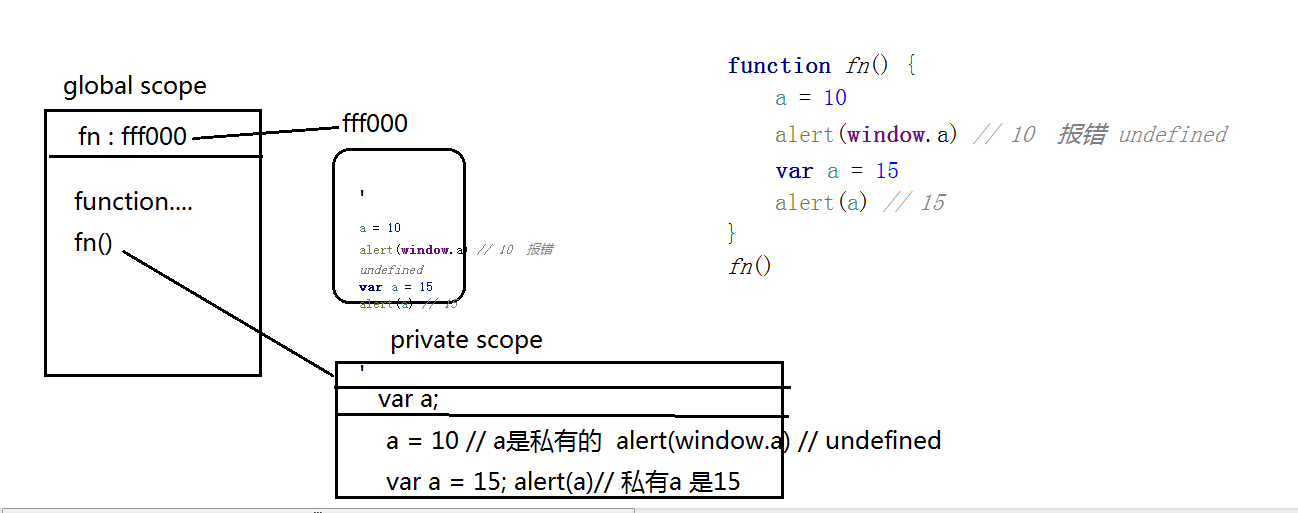 global scope
fn : fff000
function....
fn()
fff000
'
a = 10
alert(window.a) // 10 报错
undefined
var a = 15
alert(a) // 15
private scope
'
var a;
a = 10 // a是私有的 alert(window.a) // undefined
var a = 15; alert(a)// 私有a 是15
function fn() {
a = 10
alert(window.a) // 10 报错 undefined
var a = 15
alert(a) // 15
}
fn()